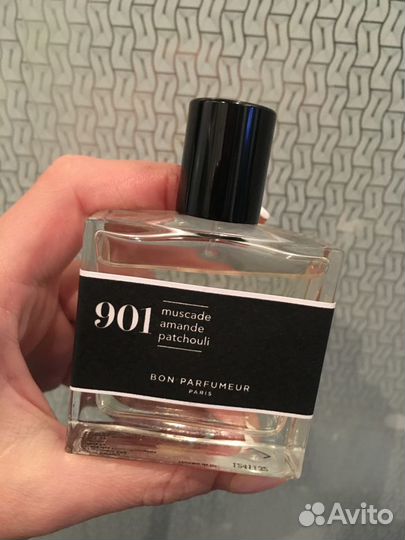 901
muscade
amande
patchouli
BON PARFUMEUR
PARIS
Avito